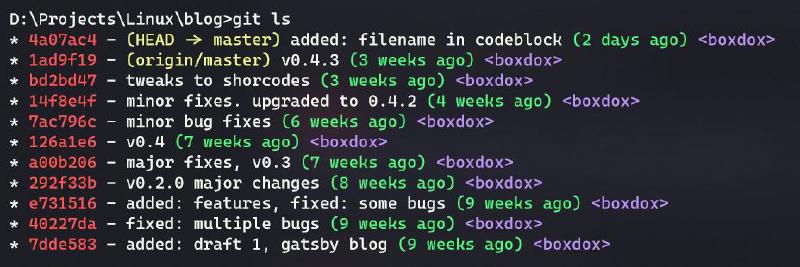 D:\Projects\Linux\blog>git ls
* 4a07ac4 - (HEAD -> master) added: filename in codeblock (2 days ago) <boxdox>
* 1ad9f19 - (origin/master) v0.4.3 (3 weeks ago) <boxdox>
* bd2bd47 - tweaks to shorcodes (3 weeks ago) <boxdox>
* 14f8e4f - minor fixes. upgraded to 0.4.2 (4 weeks ago) <boxdox>
* 7ac796c - minor bug fixes (6 weeks ago) <boxdox>
* 126a1e6 - v0.4 (7 weeks ago) <boxdox>
* a00b206 - major fixes, v0.3 (7 weeks ago) <boxdox>
* 292f33b - v0.2.0 major changes (8 weeks ago) <boxdox>
* e731516 - added: features, fixed: some bugs (9 weeks ago) <boxdox>
* 40227da - fixed: multiple bugs (9 weeks ago) <boxdox>
* 7dde583 - added: draft 1, gatsby blog (9 weeks ago) <boxdox>